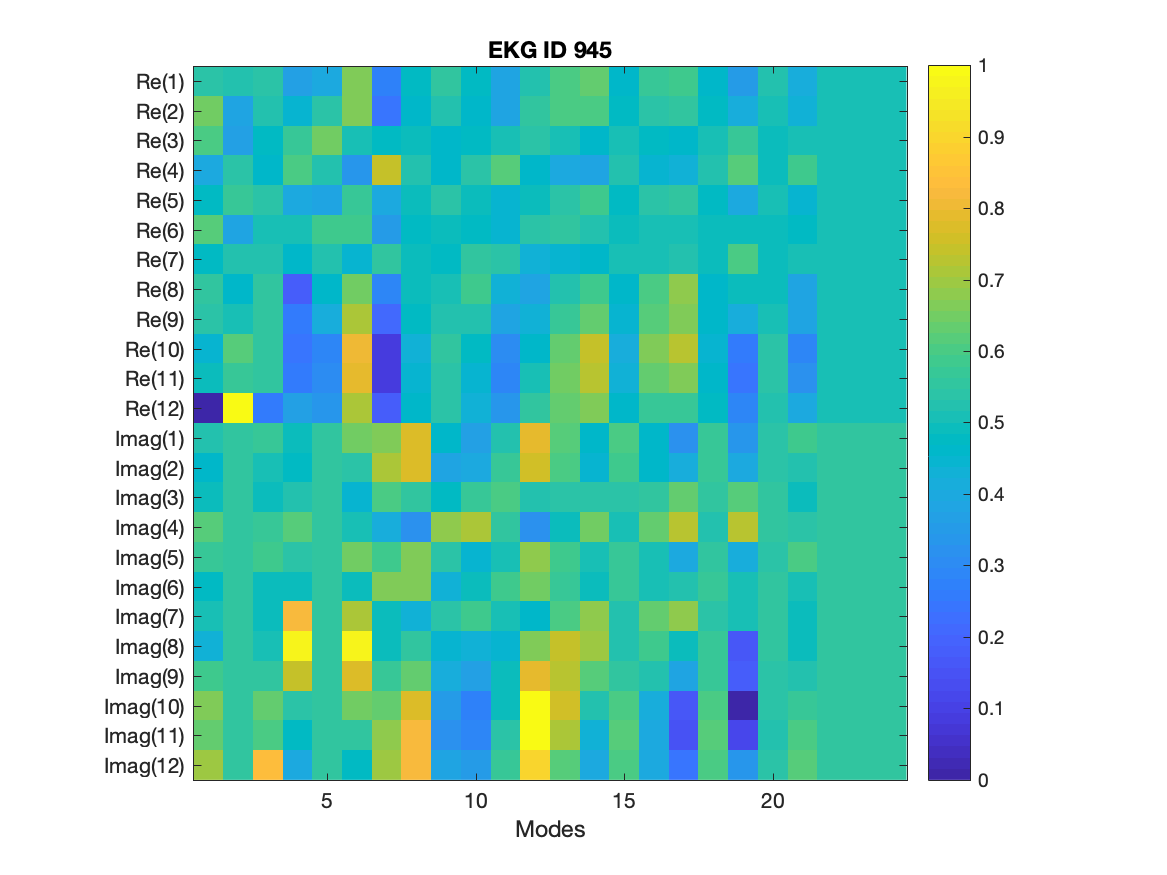 EKG ID 945
Re(1)
Re(2)
Re(3)
Re(4)
Re(5)
Re(6)
Re(7)
Re(8)
Re(9)
Re(10)
Re(11)
Re(12)
Imag(1)
Imag(2)
Imag(3)
Imag(4)
Imag(5)
Imag(6)
Imag(7)
Imag(8)
Imag(9)
Imag(10)
Imag(11)
Imag(12)
5 10 15 20
Modes
1
0.9
0.8
0.7
0.6
0.5
0.4
0.3
0.2
0.1
0